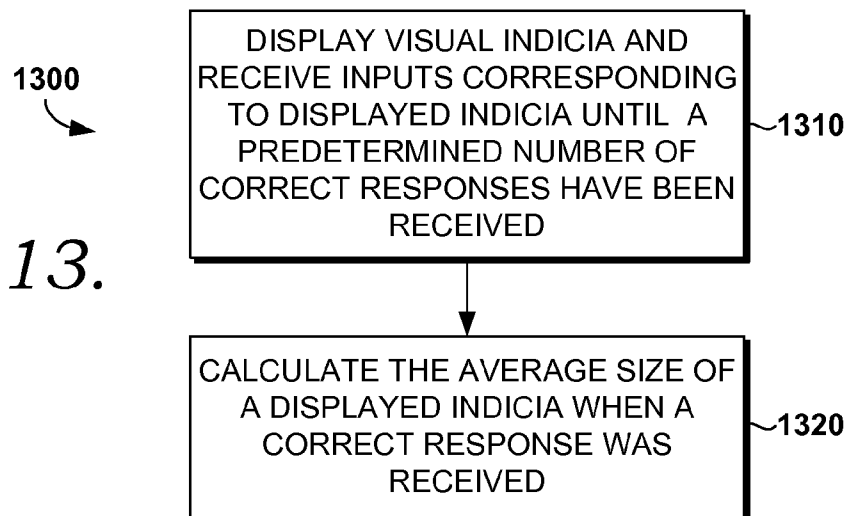 DISPLAY VISUAL INDICIA AND
RECEIVE INPUTS CORRESPONDING
TO DISPLAYED INDICIA UNTIL A
PREDETERMINED NUMBER OF
CORRECT RESPONSES HAVE BEEN
RECEIVED
1300
1310
13.
CALCULATE THE AVERAGE SIZE OF
A DISPLAYED INDICIA WHEN A
CORRECT RESPONSE WAS
RECEIVED
1320